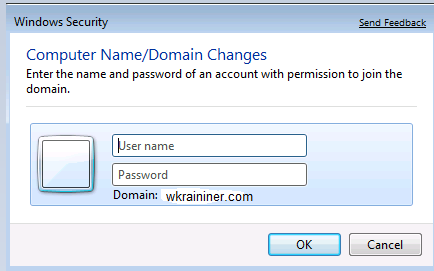 Windows Security
Send Feedback
Computer Name/Domain Changes
Enter the name and password of an account with permission to join the
domain.
User name
Password
Domain: wkraininer.com
OK
Cancel